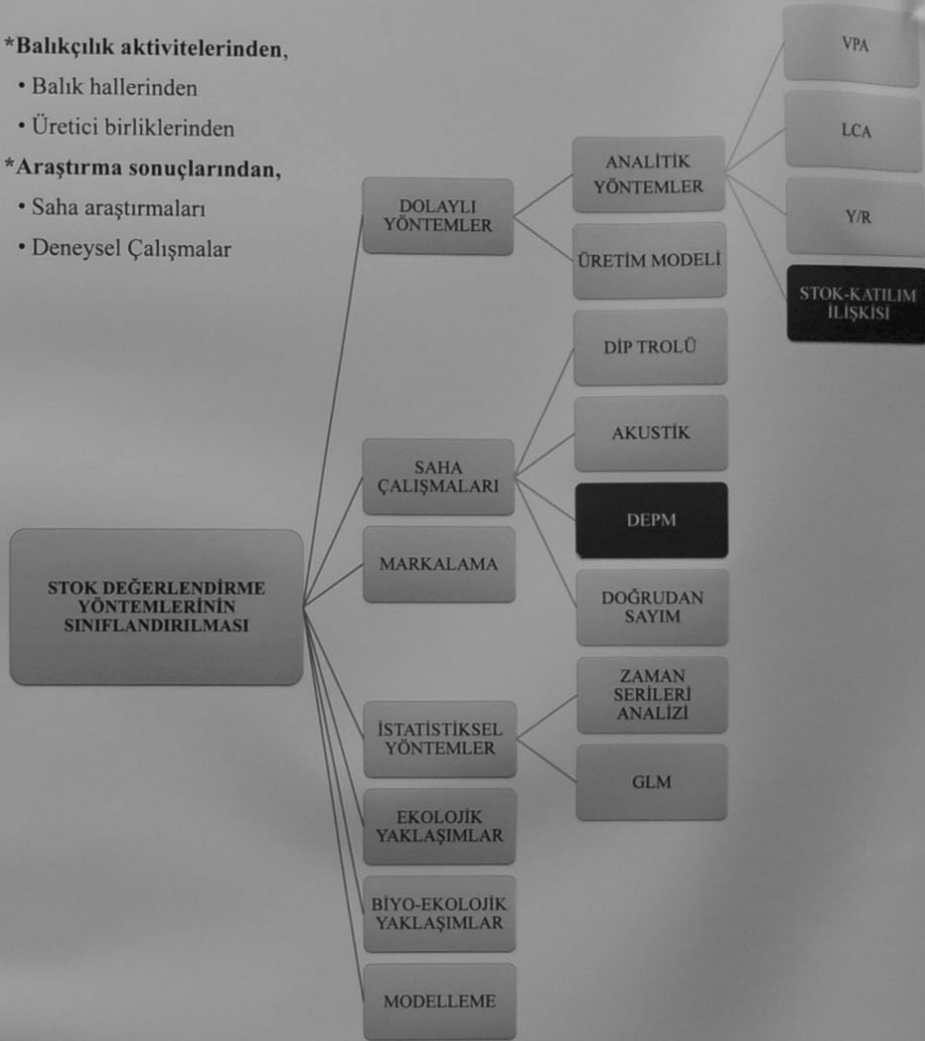 *Balıkçılık aktivitelerinden,
• Balık hallerinden
• Üretici birliklerinden
*Araştırma sonuçlarından,
• Saha araştırmaları
• Deneysel Çalışmalar
STOK DEĞERLENDİRME
YÖNTEMLERİNİN
SINIFLANDIRILMASI
DOLAYLI
YÖNTEMLER
ANALİTİK
YÖNTEMLER
VPA
LCA
Y/R
STOK-KATILIM
İLİŞKİSİ
ÜRETİM MODELİ
SAHA
ÇALIŞMALARI
DİP TROLÜ
AKUSTİK
DEPM
DOĞRUDAN
SAYIM
MARKALAMA
İSTATİSTİKSEL
YÖNTEMLER
ZAMAN
SERİLERİ
ANALİZİ
GLM
EKOLOJİK
YAKLAŞIMLAR
BİYO-EKOLOJİK
YAKLAŞIMLAR
MODELLEME